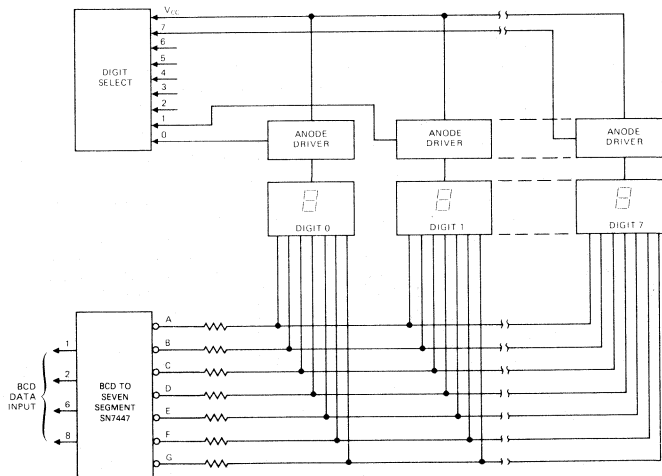 VCC
7
6
5
4
3
2
1
0
DIGIT
SELECT
ANODE
DRIVER
ANODE
DRIVER
ANODE
DRIVER
DIGIT 0
DIGIT 1
DIGIT 7
A
B
C
D
E
F
G
1
2
6
8
BCD
DATA
INPUT
BCD TO
SEVEN
SEGMENT
SN7447